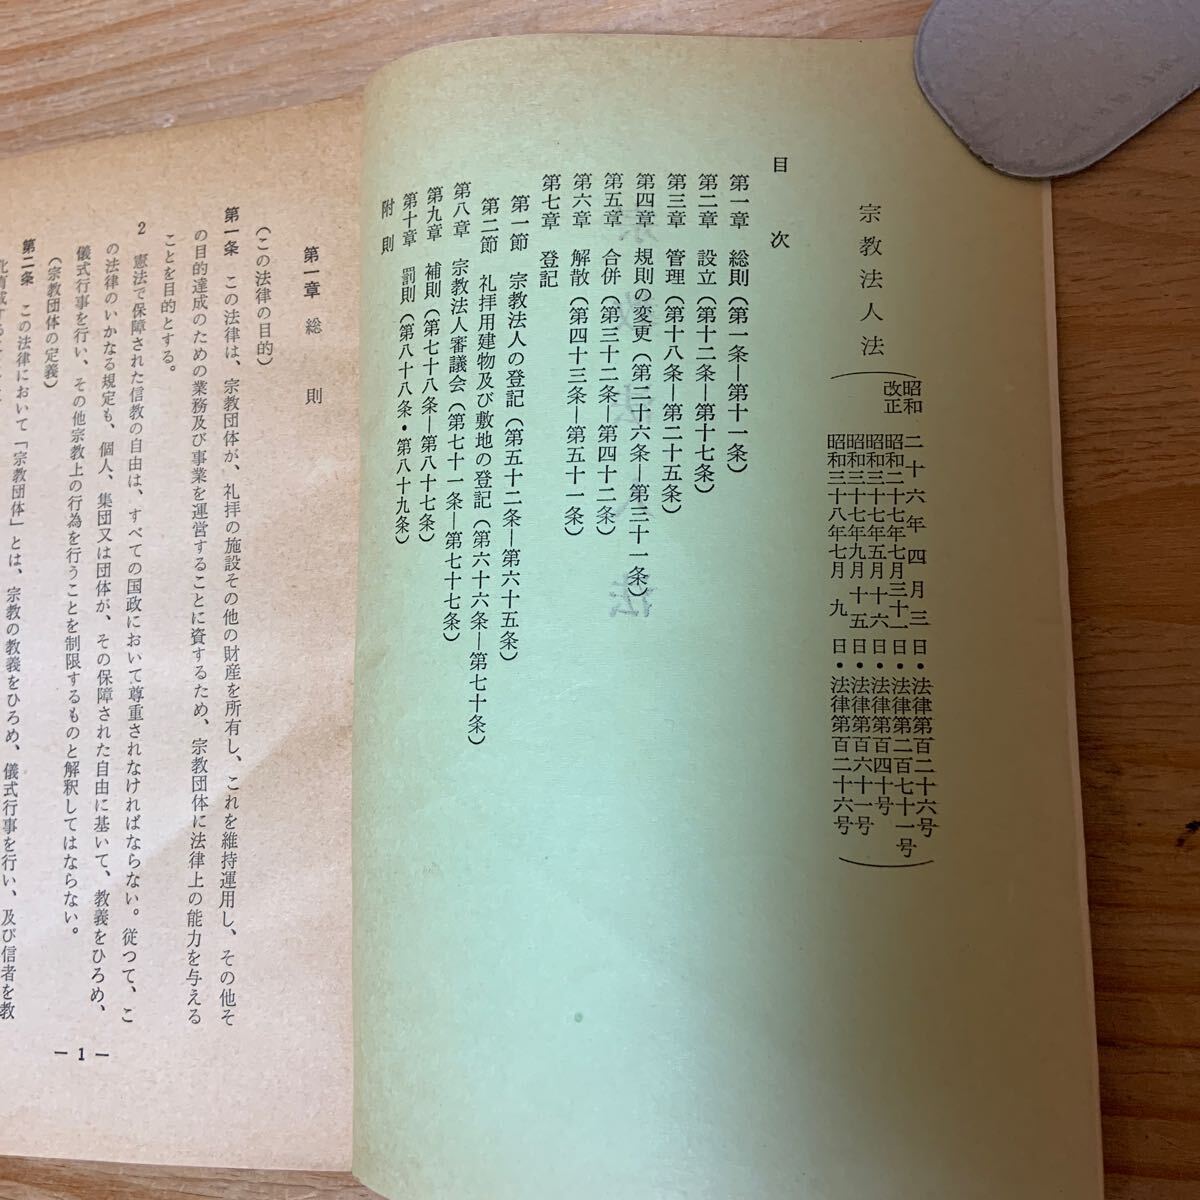 宗教法人法
昭和二十六年四月三日・法律第百二十六号
改正 昭和二十七年七月三十一日・法律第二百七十一号
昭和三十七年五月十六日・法律第百四十号
昭和三十七年九月十五日・法律第百六十一号
昭和三十八年七月九日・法律第百二十六号
目次
第一章 総則(第一条―第十一条)
第二章 設立(第十二条―第十七条)
第三章 管理(第十八条―第二十五条)
第四章 規則の変更(第二十六条―第三十一条)
第五章 合併(第三十二条―第四十二条)
第六章 解散(第四十三条―第五十一条)
第七章 登記
第一節 宗教法人の登記(第五十二条―第六十五条)
第二節 礼拝用建物及び敷地の登記(第六十六条―第七十条)
第八章 宗教法人審議会(第七十一条―第七十七条)
第九章 補則(第七十八条―第八十七条)
第十章 罰則(第八十八条・第八十九条)
附則
第一章 総則
(この法律の目的)
第一条 この法律は、宗教団体が、礼拝の施設その他の財産を所有し、これを維持運用し、その他そ
の目的達成のための業務及び事業を運営することに資するため、宗教団体に法律上の能力を与える
ことを目的とする。
2 憲法で保障された信教の自由は、すべての国政において尊重されなければならない。従つて、こ
の法律のいかなる規定も、個人、集団又は団体が、その保障された自由に基いて、教義をひろめ、
儀式行事を行い、その他宗教上の行為を行うことを制限するものと解釈してはならない。
(宗教団体の定義)
第二条 この法律において「宗教団体」とは、宗教の教義をひろめ、儀式行事を行い、及び信者を教
— 1 —